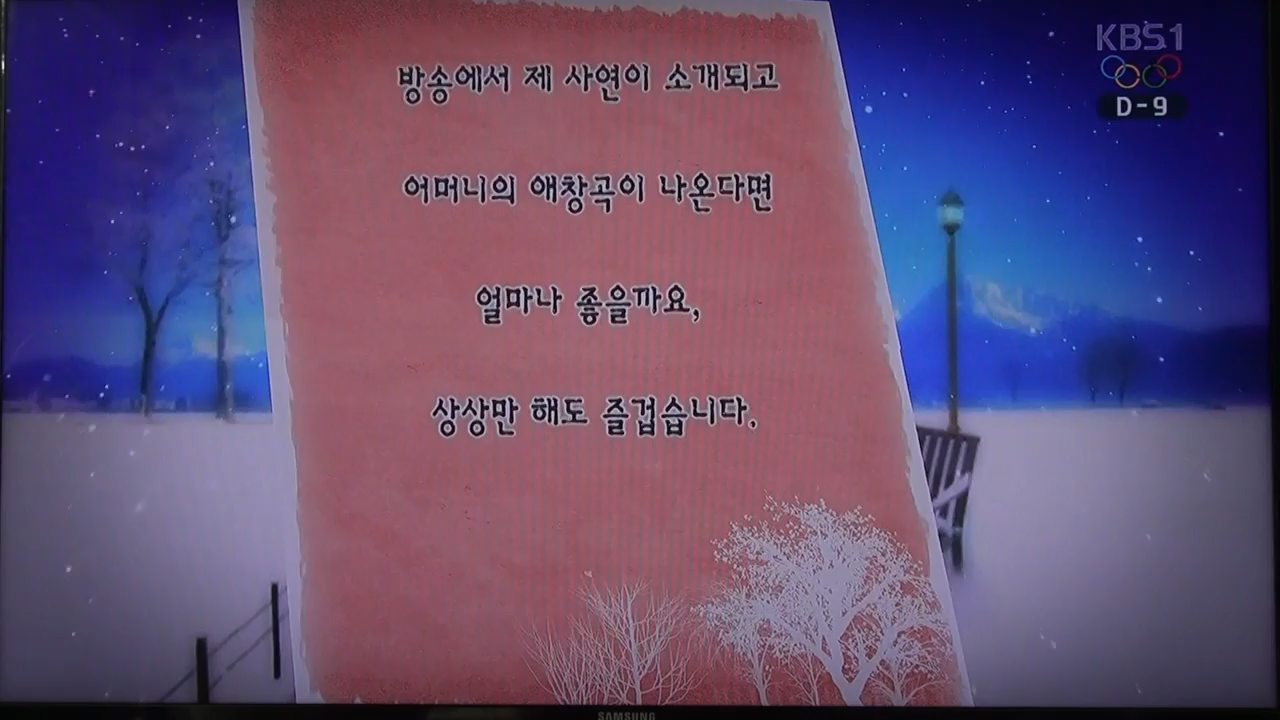 KBS1
D-9
방송에서 제 사연이 소개되고
어머니의 애창곡이 나온다면
얼마나 좋을까요,
상상만 해도 즐겁습니다.
SAMSUNG